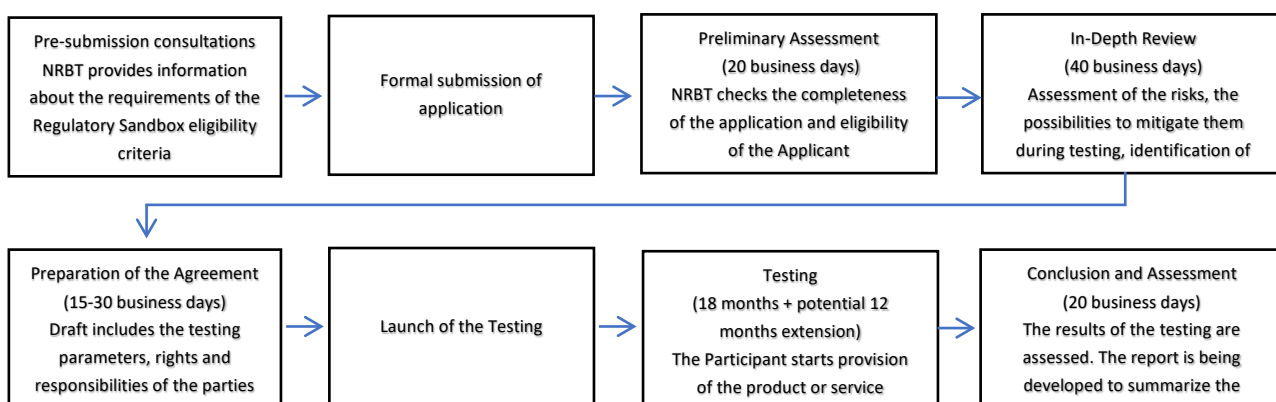 Pre-submission consultations
NRBT provides information
about the requirements of the
Regulatory Sandbox eligibility
criteria
Formal submission of
application
Preliminary Assessment
(20 business days)
NRBT checks the completeness
of the application and eligibility
of the Applicant
In-Depth Review
(40 business days)
Assessment of the risks, the
possibilities to mitigate them
during testing, identification of
Preparation of the Agreement
(15-30 business days)
Draft includes the testing
parameters, rights and
responsibilities of the parties
Launch of the Testing
Testing
(18 months + potential 12
months extension)
The Participant starts provision
of the product or service
Conclusion and Assessment
(20 business days)
The results of the testing are
assessed. The report is being
developed to summarize the